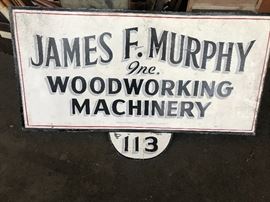 JAMES F. MURPHY
Inc.
WOODWORKING
MACHINERY
113